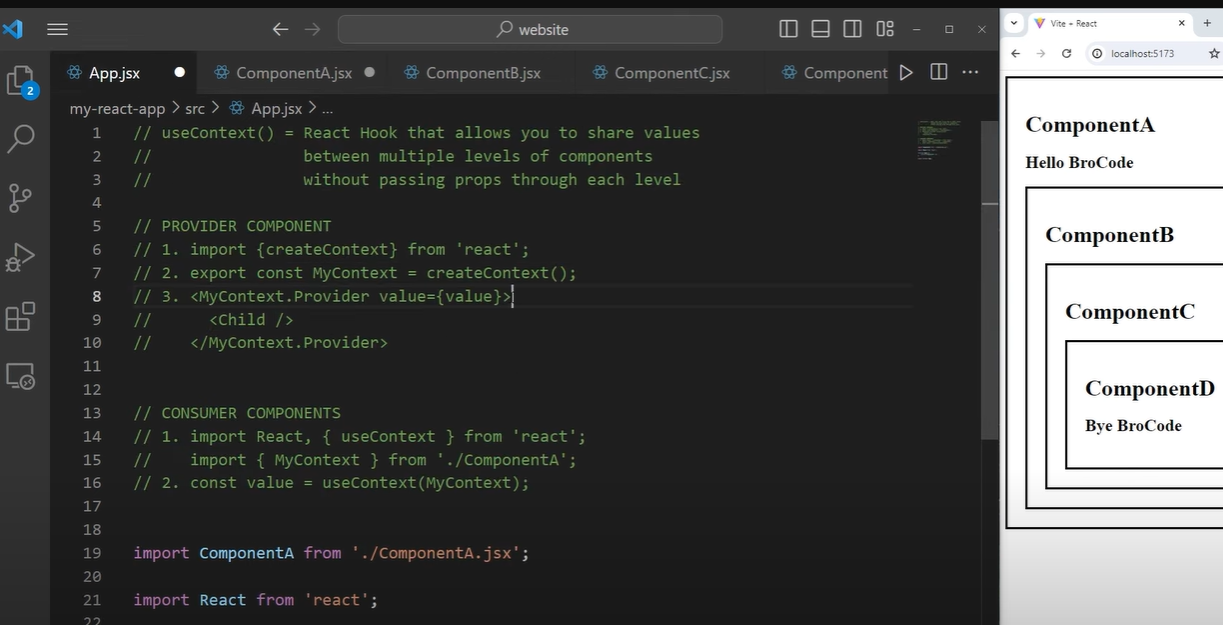 website
App.jsx
ComponentA.jsx
ComponentB.jsx
ComponentC.jsx
Component
my-react-app > src > App.jsx > ...
2
1 // useContext() = React Hook that allows you to share values
2 //                between multiple levels of components
3 //                without passing props through each level
4
5 // PROVIDER COMPONENT
6 // 1. import {createContext} from 'react';
7 // 2. export const MyContext = createContext();
8 // 3. <MyContext.Provider value={value}>
9 //      <Child />
10 //    </MyContext.Provider>
11
12
13 // CONSUMER COMPONENTS
14 // 1. import React, { useContext } from 'react';
15 //    import { MyContext } from './ComponentA';
16 // 2. const value = useContext(MyContext);
17
18
19 import ComponentA from './ComponentA.jsx';
20
21 import React from 'react';
22
Vite + React
localhost:5173
ComponentA
Hello BroCode
ComponentB
ComponentC
ComponentD
Bye BroCode